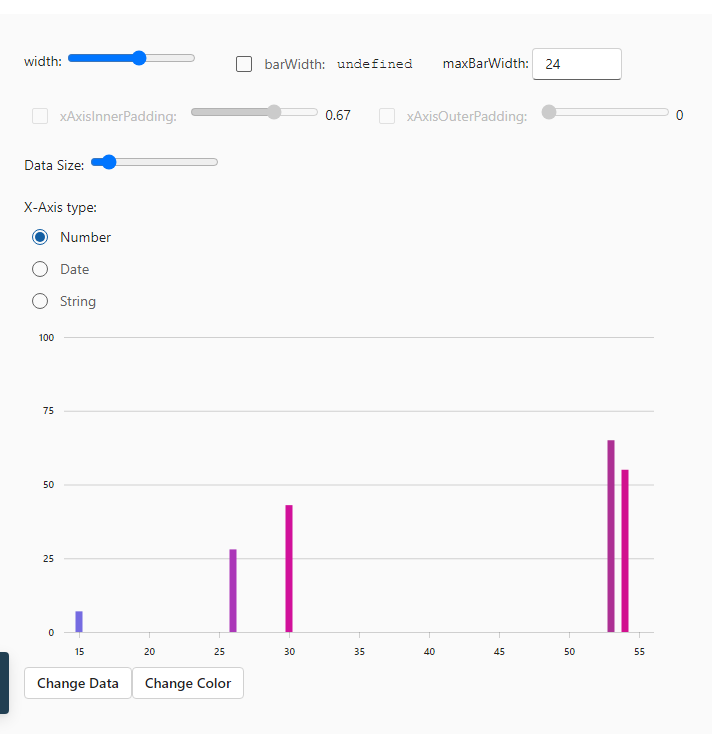 width: barWidth: undefined maxBarWidth: 24
xAxisInnerPadding: 0.67 xAxisOuterPadding: 0
Data Size:
X-Axis type:
Number
Date
String
100
75
50
25
0
15 20 25 30 35 40 45 50 55
Change Data Change Color